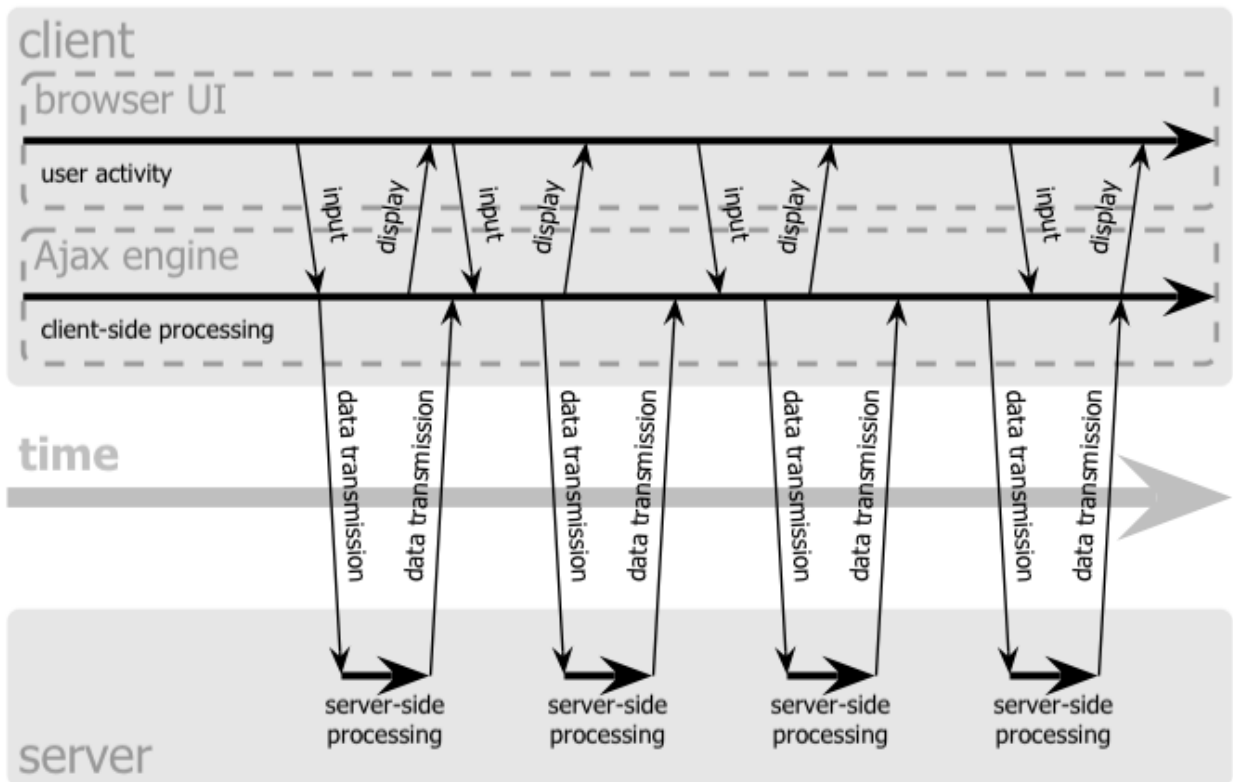 client
browser UI
user activity
input
display
input
display
input
display
input
display
Ajax engine
client-side processing
data transmission
data transmission
data transmission
data transmission
data transmission
data transmission
data transmission
data transmission
time
server-side
processing
server-side
processing
server-side
processing
server-side
processing
server